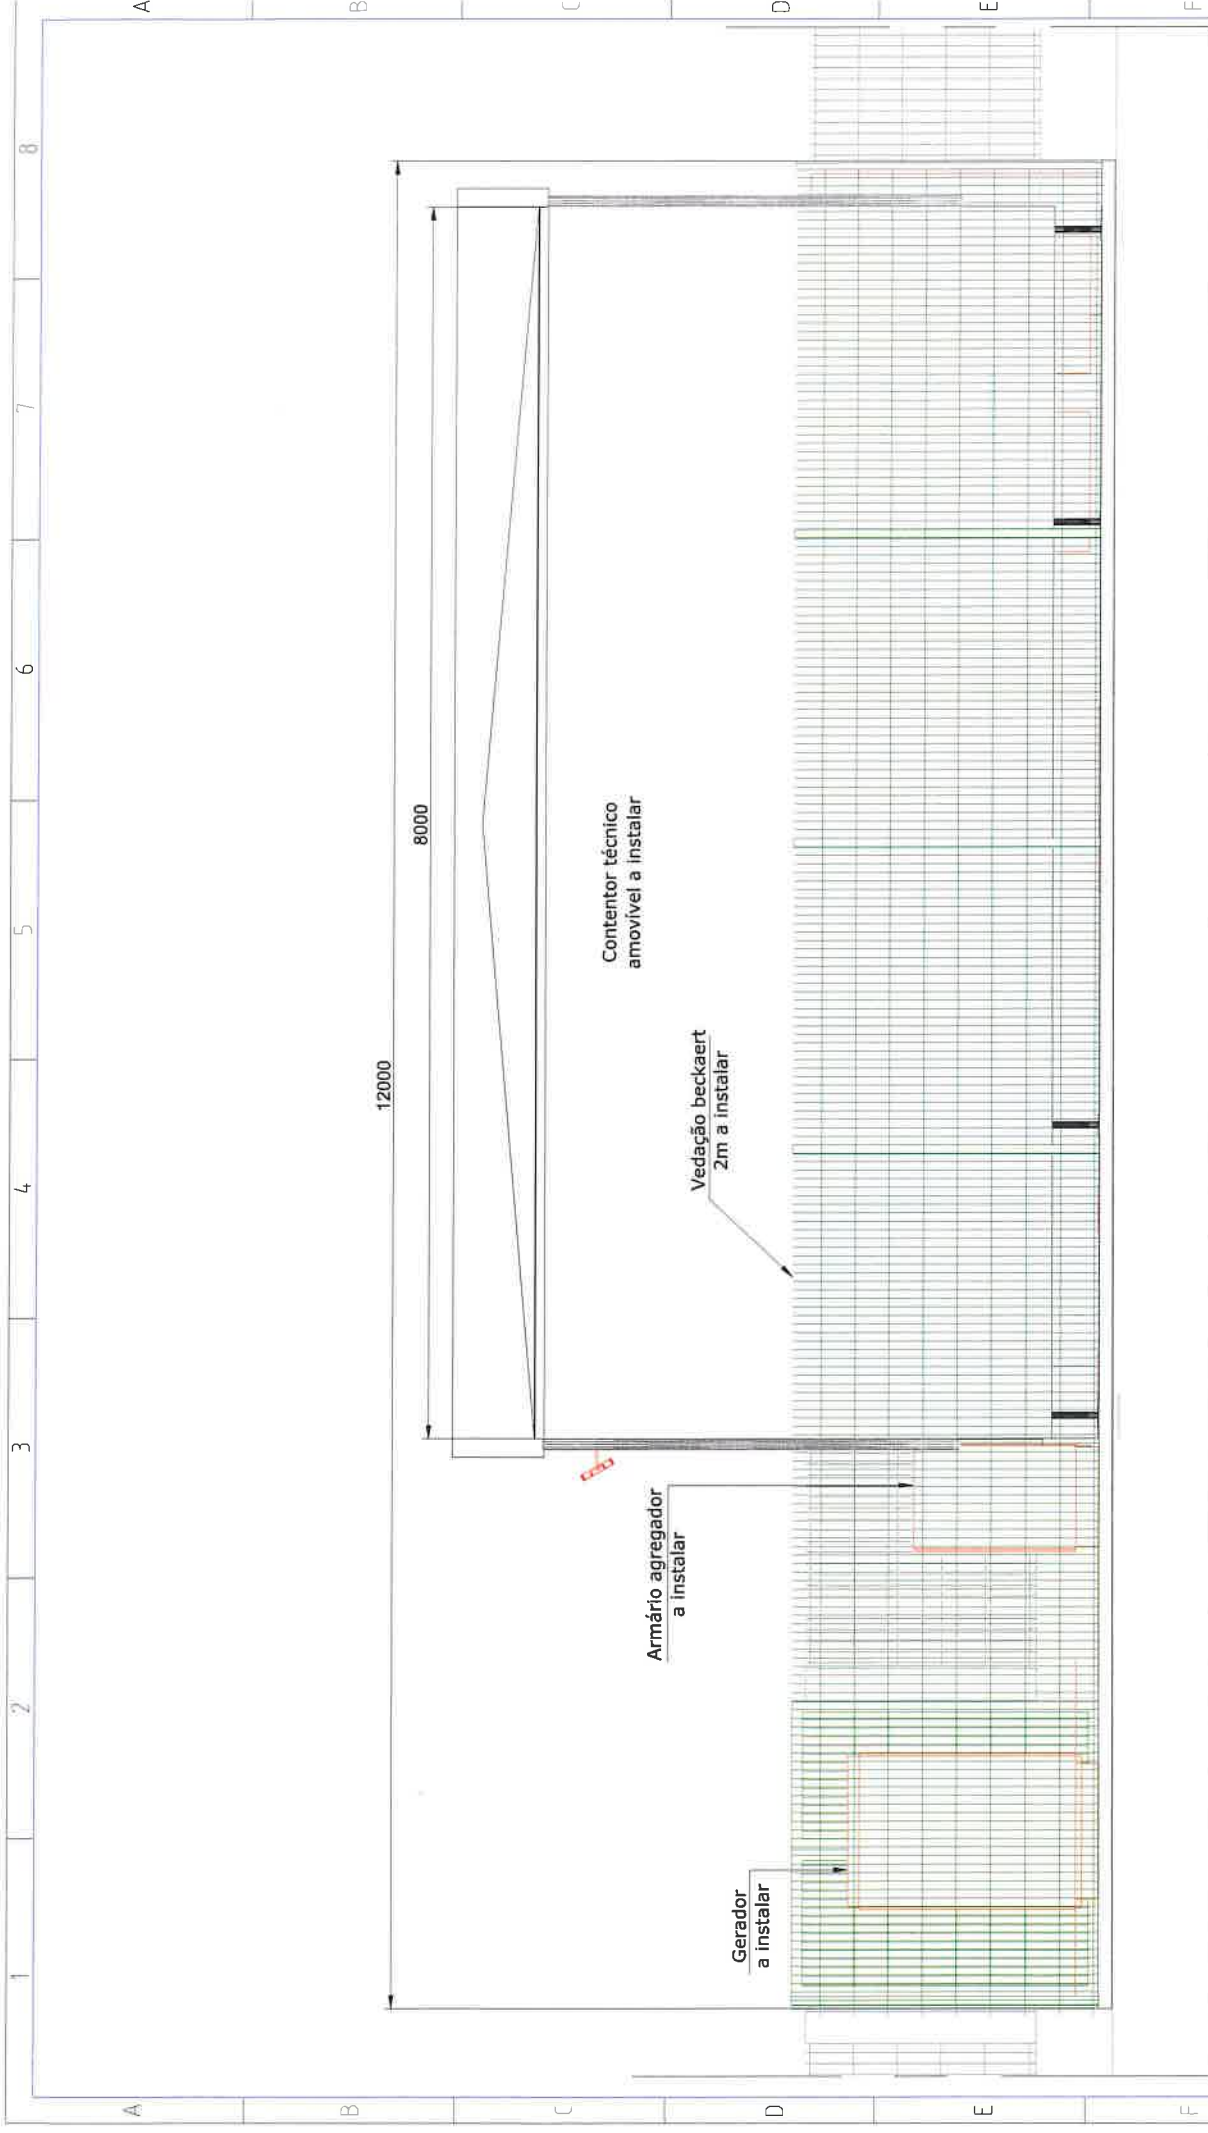 1
2
3
4
5
6
7
8
A
B
C
D
E
F
12000
8000
Contentor técnico
amovível a instalar
Vedação beckaert
2m a instalar
Armário agregador
a instalar
Gerador
a instalar
A
B
C
D
E
F